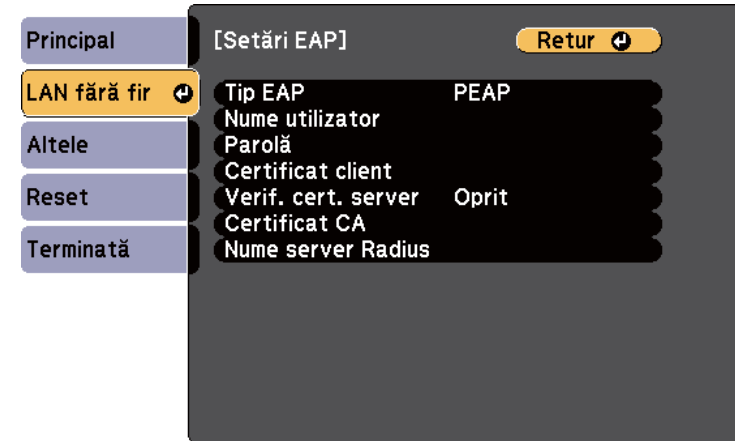 Principal
LAN fără fir
Altele
Reset
Terminată
[Setări EAP]
Retur
Tip EAP PEAP
Nume utilizator
Parolă
Certificat client
Verif. cert. server Oprit
Certificat CA
Nume server Radius